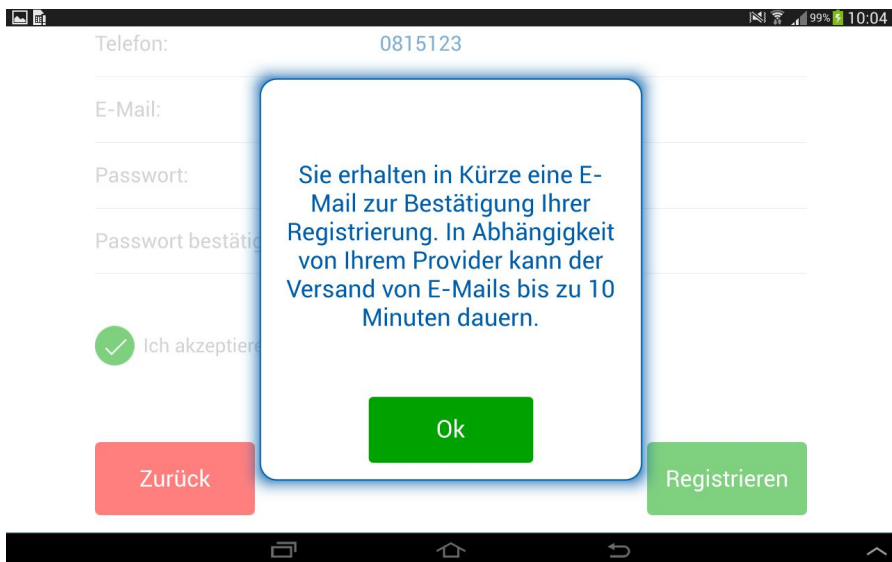 99% 10:04
Telefon: 0815123
E-Mail:
Passwort:
Passwort bestätig
Sie erhalten in Kürze eine E-
Mail zur Bestätigung Ihrer
Registrierung. In Abhängigkeit
von Ihrem Provider kann der
Versand von E-Mails bis zu 10
Minuten dauern.
Ich akzeptiere
Ok
Zurück
Registrieren